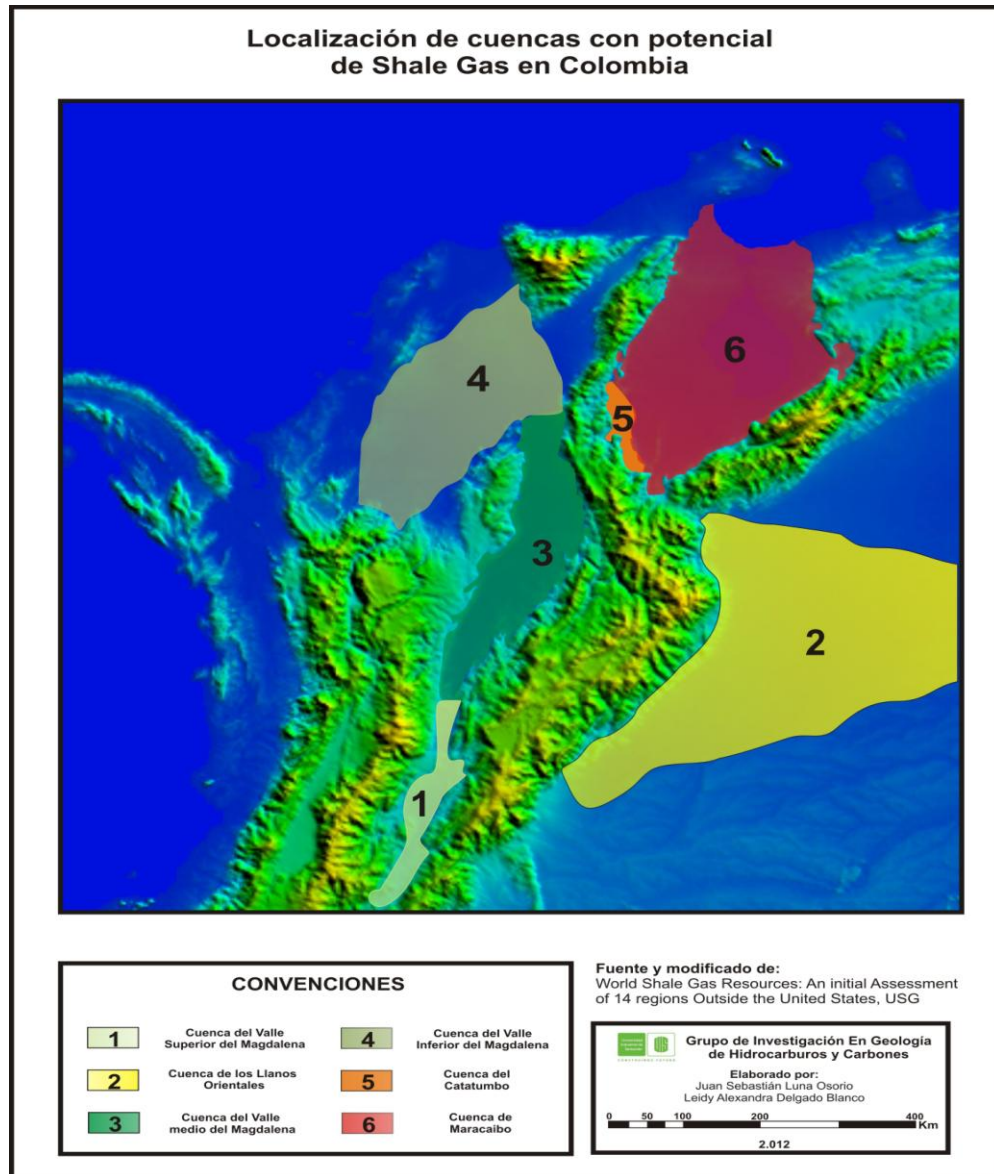 Localización de cuencas con potencial
de Shale Gas en Colombia
4
6
5
3
2
1
CONVENCIONES
1
Cuenca del Valle
Superior del Magdalena
2
Cuenca de los Llanos
Orientales
3
Cuenca del Valle
medio del Magdalena
4
Cuenca del Valle
Inferior del Magdalena
5
Cuenca del
Catatumbo
6
Cuenca de
Maracaibo
Fuente y modificado de:
World Shale Gas Resources: An initial Assessment
of 14 regions Outside the United States, USG
Grupo de Investigación En Geología
de Hidrocarburos y Carbones
Elaborado por:
Juan Sebastián Luna Osorio
Leidy Alexandra Delgado Blanco
0 50 100 200 400
Km
2.012